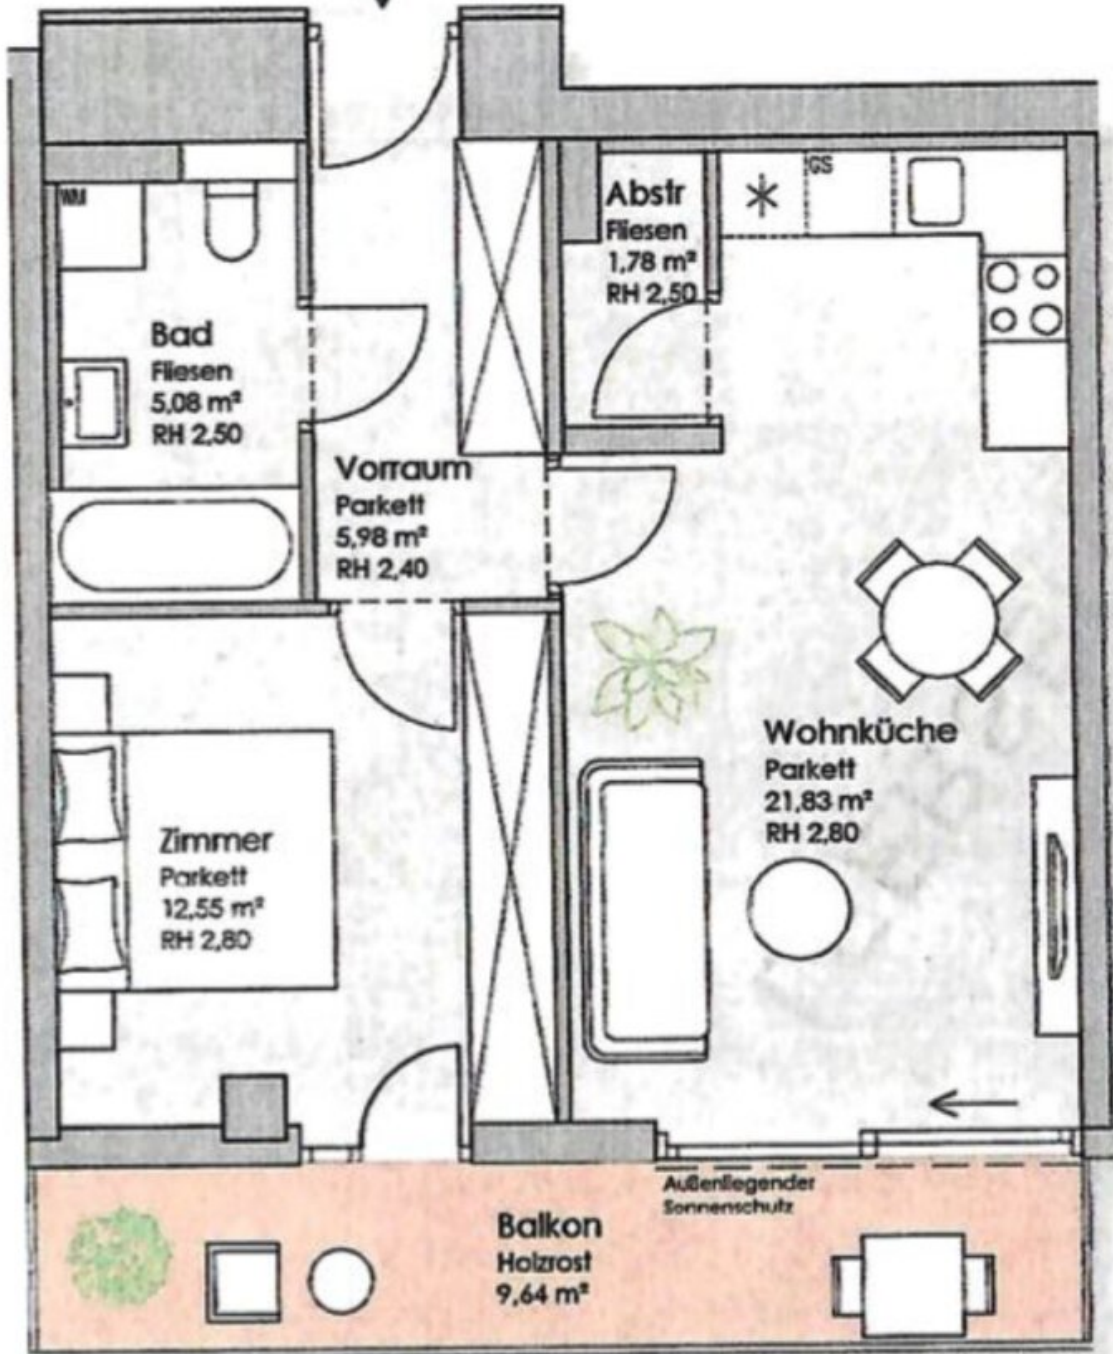 WM
GS
Abstr
Fliesen
1,78 m²
RH 2,50
Bad
Fliesen
5,08 m²
RH 2,50
Vorraum
Parkett
5,98 m²
RH 2,40
Wohnküche
Parkett
21,83 m²
RH 2,80
Zimmer
Parkett
12,55 m²
RH 2,80
Außenliegender
Sonnenschutz
Balkon
Holzrost
9,64 m²